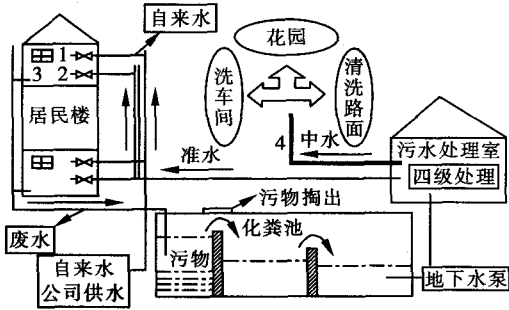 自来水
花园
1
3 2
洗车间
清洗路面
居民楼
4
中水
准水
污水处理室
四级处理
污物掏出
化粪池
废水
污物
自来水
公司供水
地下水泵